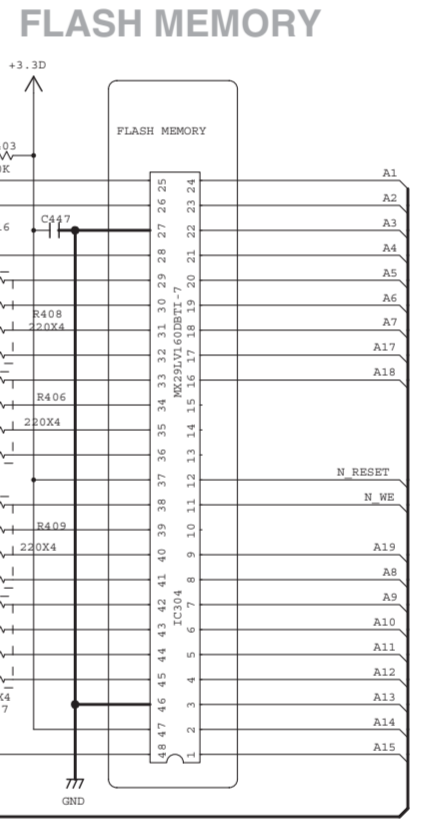 FLASH MEMORY
+3.3D
FLASH MEMORY
03
0K
25 24 A1
26 23 A2
C447
27 22 A3
28 21 A4
29 20 A5
30 19 A6
R408
220X4
31 18 A7
32 17 A17
33 16 A18
R406
34 15
220X4
35 14
36 13
37 12 N_RESET
38 11 N_WE
R409
39 10
220X4
40 9 A19
41 8 A8
42 7 A9
43 6 A10
44 5 A11
45 4 A12
46 3 A13
47 2 A14
48 1 A15
MX29LV160DBTI-7
IC304
X4
7
GND